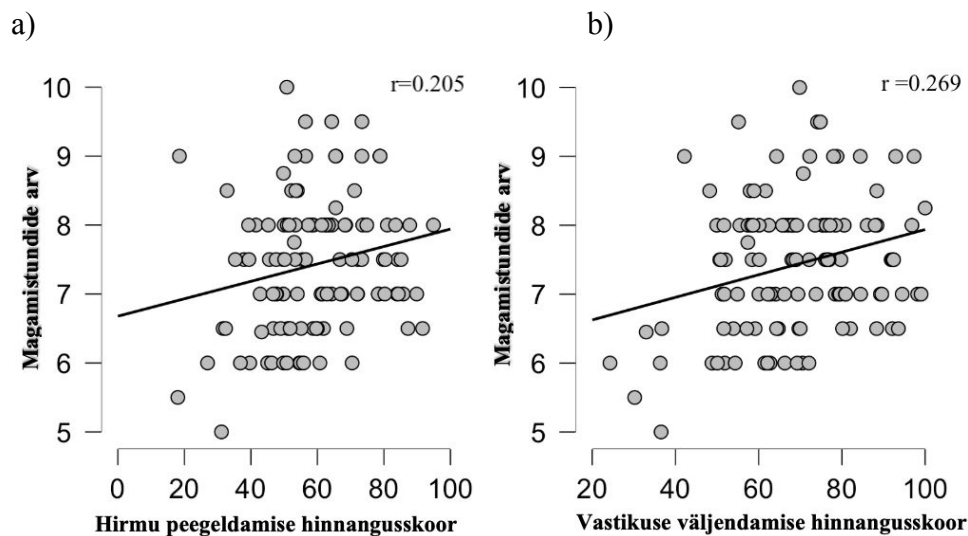 a)
r=0.205
Magamistundide arv
10
9
8
7
6
5
0 20 40 60 80 100
Hirmu peegeldamise hinnangusskoor
b)
r =0.269
Magamistundide arv
10
9
8
7
6
5
20 40 60 80 100
Vastikuse väljendamise hinnangusskoor